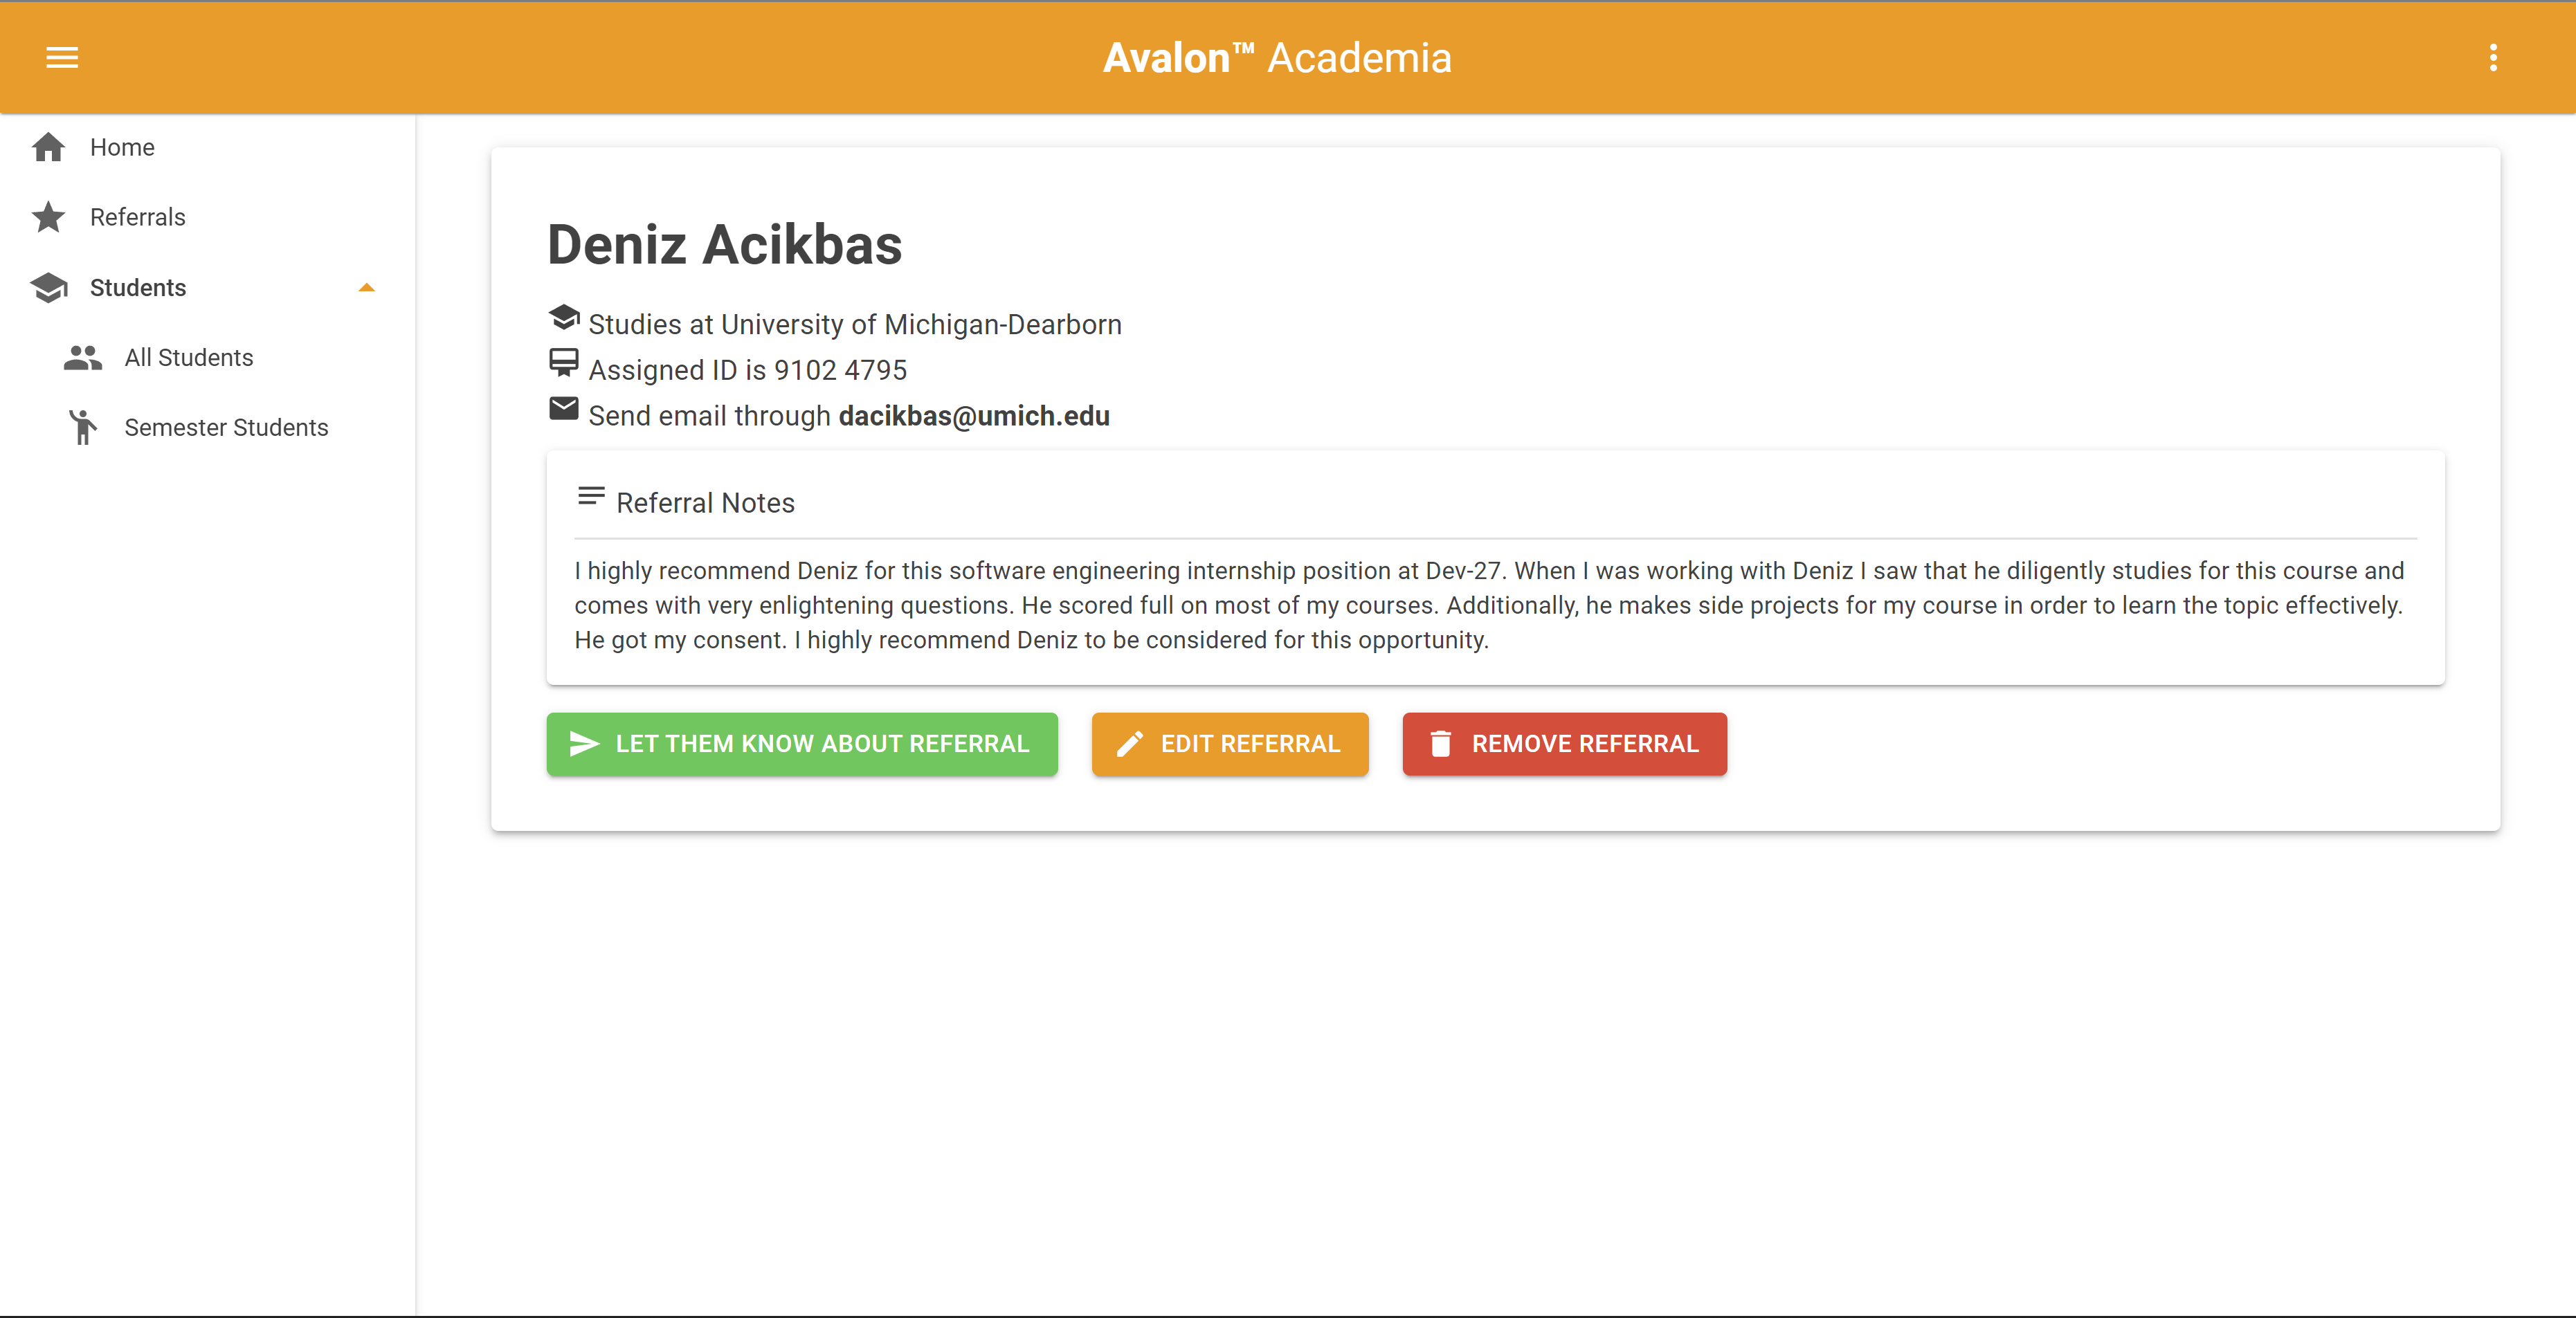 Avalon™ Academia
Home
Referrals
Students
All Students
Semester Students
Deniz Acikbas
Studies at University of Michigan-Dearborn
Assigned ID is 9102 4795
Send email through dacikbas@umich.edu
Referral Notes
I highly recommend Deniz for this software engineering internship position at Dev-27. When I was working with Deniz I saw that he diligently studies for this course and
comes with very enlightening questions. He scored full on most of my courses. Additionally, he makes side projects for my course in order to learn the topic effectively.
He got my consent. I highly recommend Deniz to be considered for this opportunity.
LET THEM KNOW ABOUT REFERRAL
EDIT REFERRAL
REMOVE REFERRAL